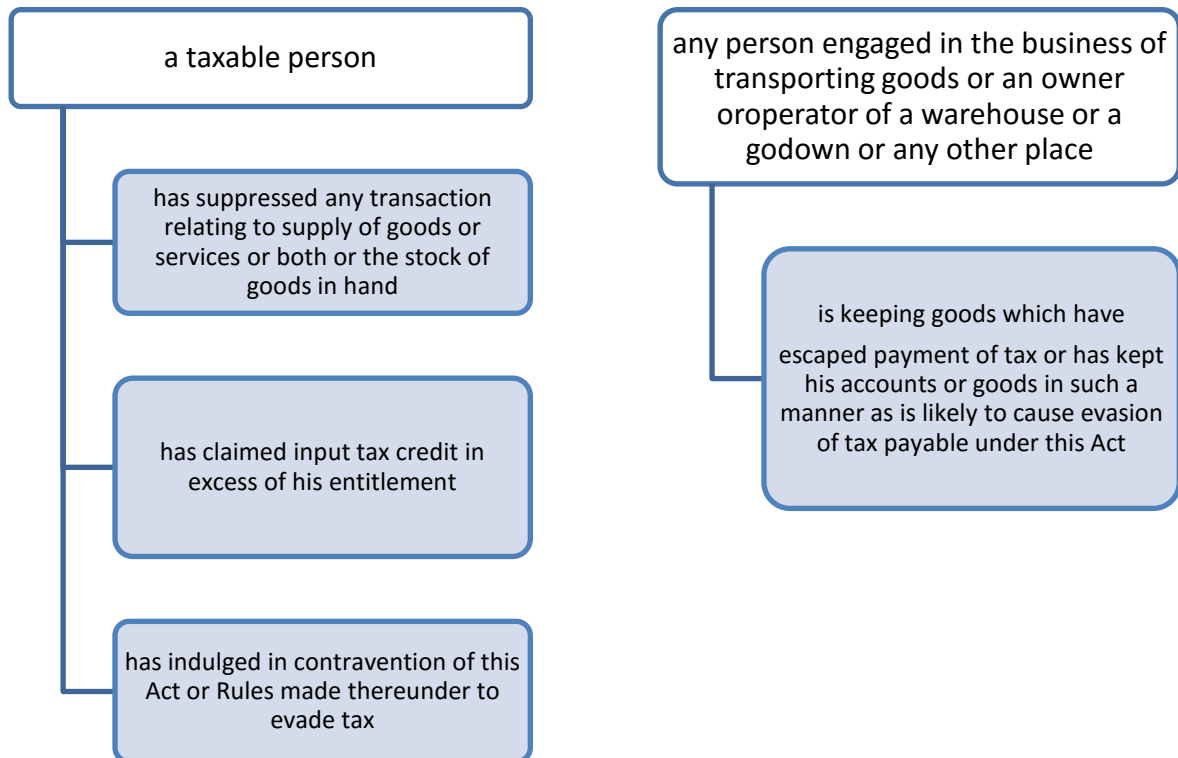 a taxable person
has suppressed any transaction
relating to supply of goods or
services or both or the stock of
goods in hand
has claimed input tax credit in
excess of his entitlement
has indulged in contravention of this
Act or Rules made thereunder to
evade tax
any person engaged in the business of
transporting goods or an owner
oroperator of a warehouse or a
godown or any other place
is keeping goods which have
escaped payment of tax or has kept
his accounts or goods in such a
manner as is likely to cause evasion
of tax payable under this Act